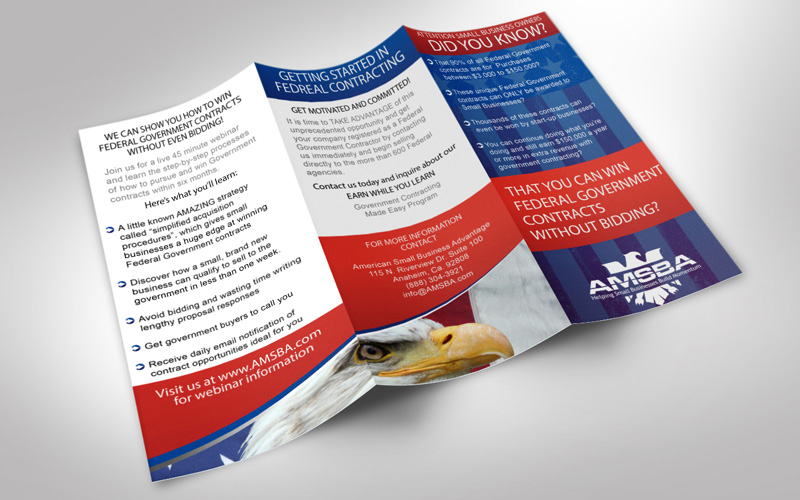 WE CAN SHOW YOU HOW TO WIN
FEDERAL GOVERNMENT CONTRACTS
WITHOUT EVEN BIDDING!
Join us for a live 45 minute webinar
and learn the step-by-step processes
of how to pursue and win Government
contracts within six months.
Here's what you'll learn:
A little known AMAZING strategy
called "simplified acquisition
procedures", which gives small
businesses a huge edge at winning
Federal Government contracts
Discover how a small, brand new
business can qualify to sell to the
government in less than one week.
Avoid bidding and wasting time writing
lengthy proposal responses
Get government buyers to call you
Receive daily email notification of
contract opportunities ideal for you
Visit us at www.AMSBA.com
for webinar information
GETTING STARTED IN
FEDREAL CONTRACTING
GET MOTIVATED AND COMMITTED!
It is time to TAKE ADVANTAGE of this
unprecedented opportunity and get
your company registered as a Federal
Government Contractor by contacting
us immediately and begin selling
directly to the more than 600 Federal
agencies.
Contact us today and inquire about our
EARN WHILE YOU LEARN
Government Contracting
Made Easy Program
FOR MORE INFORMATION
CONTACT
American Small Business Advantage
115 N. Riverview Dr. Suite 100
Anaheim, Ca. 92808
(888) 304-3921
info@AMSBA.com
ATTENTION SMALL BUSINESS OWNERS
DID YOU KNOW?
That 90% of all Federal Government
contracts are for Purchases
between $3,000 to $150,000?
These unique Federal Government
contracts can ONLY be awarded to
Small businesses?
Thousands of these contracts can
even be won by start-up businesses?
You can continue doing what you're
doing and still earn $150,000 a year
or more in extra revenue with
government contracting?
THAT YOU CAN WIN
FEDERAL GOVERNMENT
CONTRACTS
WITHOUT BIDDING?
AMSBA
Helping Small Businesses Build Momentum